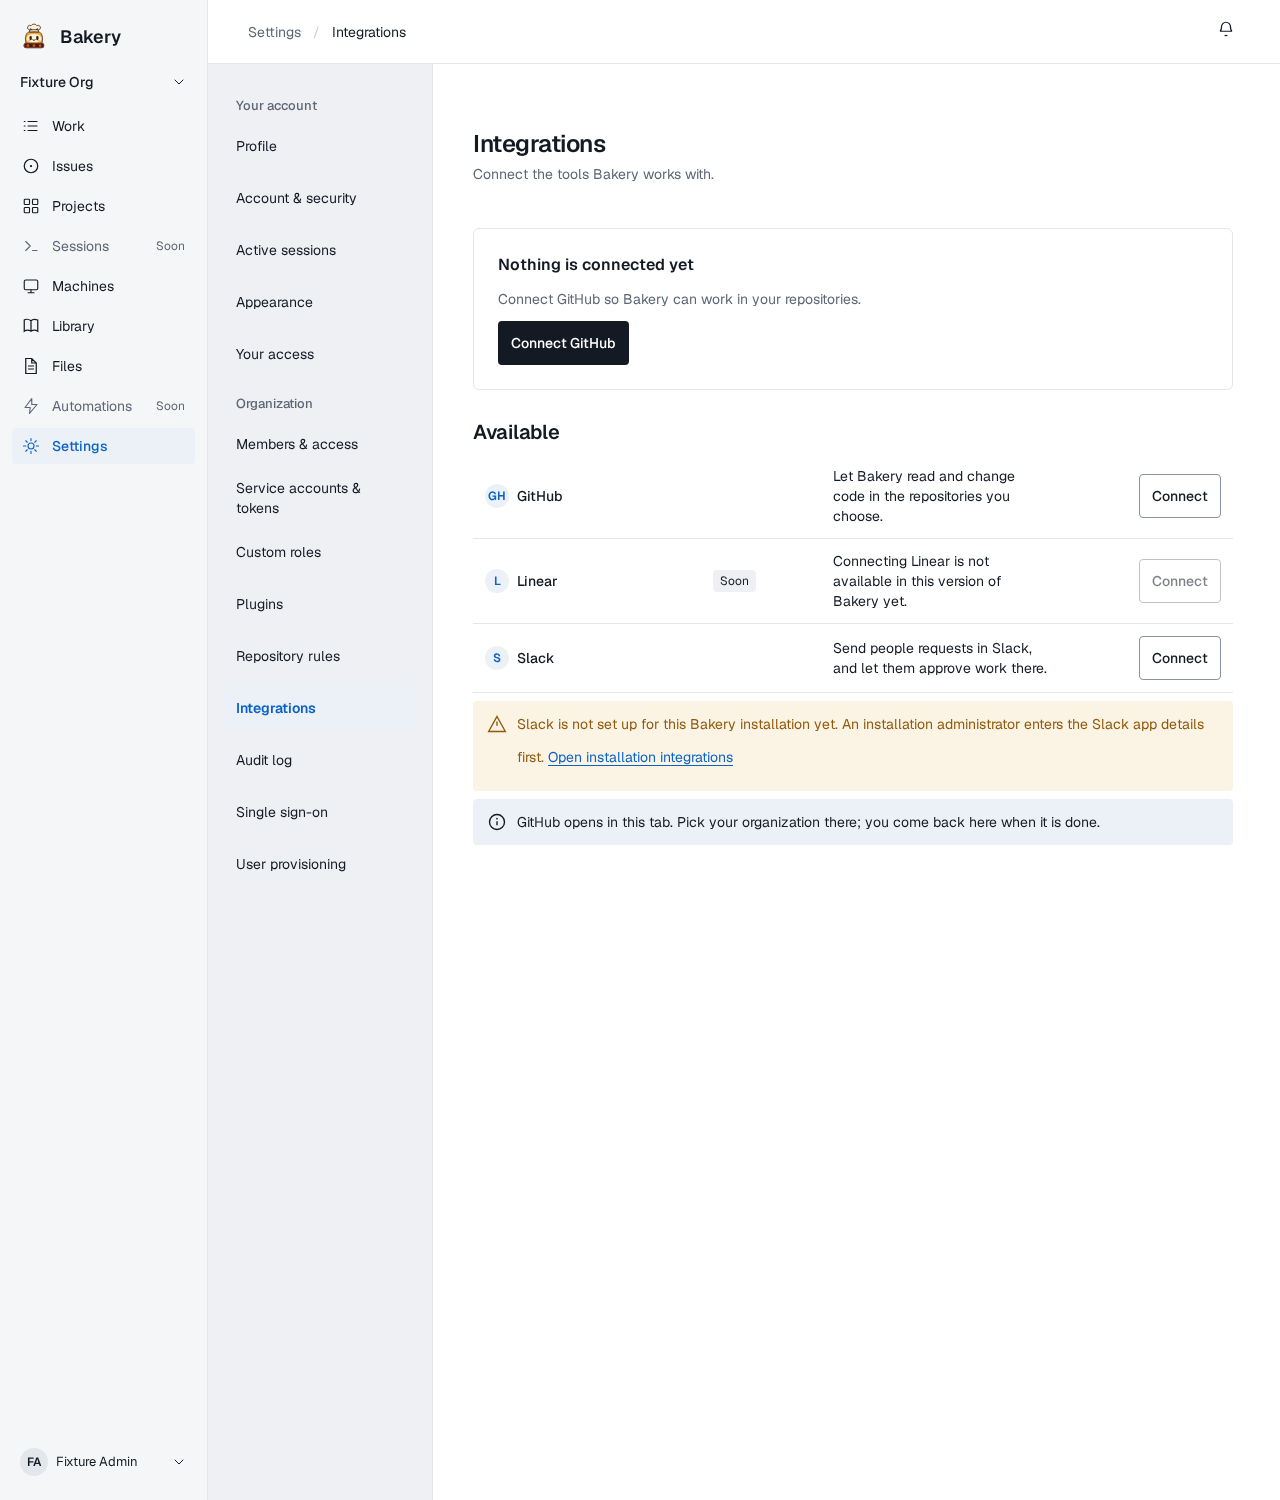 Bakery
Fixture Org
Work
Issues
Projects
Sessions Soon
Machines
Library
Files
Automations Soon
Settings
FA Fixture Admin
Settings / Integrations
Your account
Profile
Account & security
Active sessions
Appearance
Your access
Organization
Members & access
Service accounts &
tokens
Custom roles
Plugins
Repository rules
Integrations
Audit log
Single sign-on
User provisioning
Integrations
Connect the tools Bakery works with.
Nothing is connected yet
Connect GitHub so Bakery can work in your repositories.
Connect GitHub
Available
GH GitHub
Let Bakery read and change
code in the repositories you
choose.
Connect
L Linear
Soon
Connecting Linear is not
available in this version of
Bakery yet.
Connect
S Slack
Send people requests in Slack,
and let them approve work there.
Connect
Slack is not set up for this Bakery installation yet. An installation administrator enters the Slack app details
first. Open installation integrations
GitHub opens in this tab. Pick your organization there; you come back here when it is done.